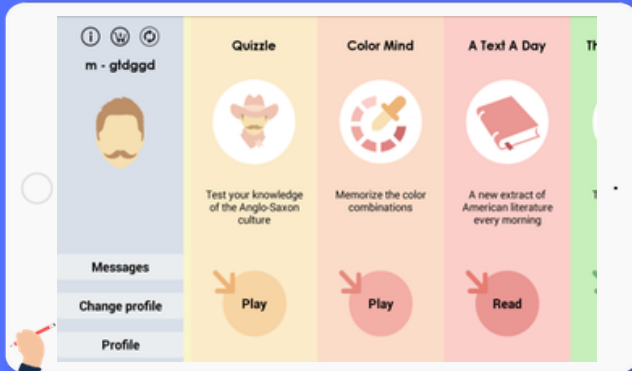 m - gfdggd
Messages
Change profile
Profile
Quizzle
Test your knowledge
of the Anglo-Saxon
culture
Play
Color Mind
Memorize the color
combinations
Play
A Text A Day
A new extract of
American literature
every morning
Read